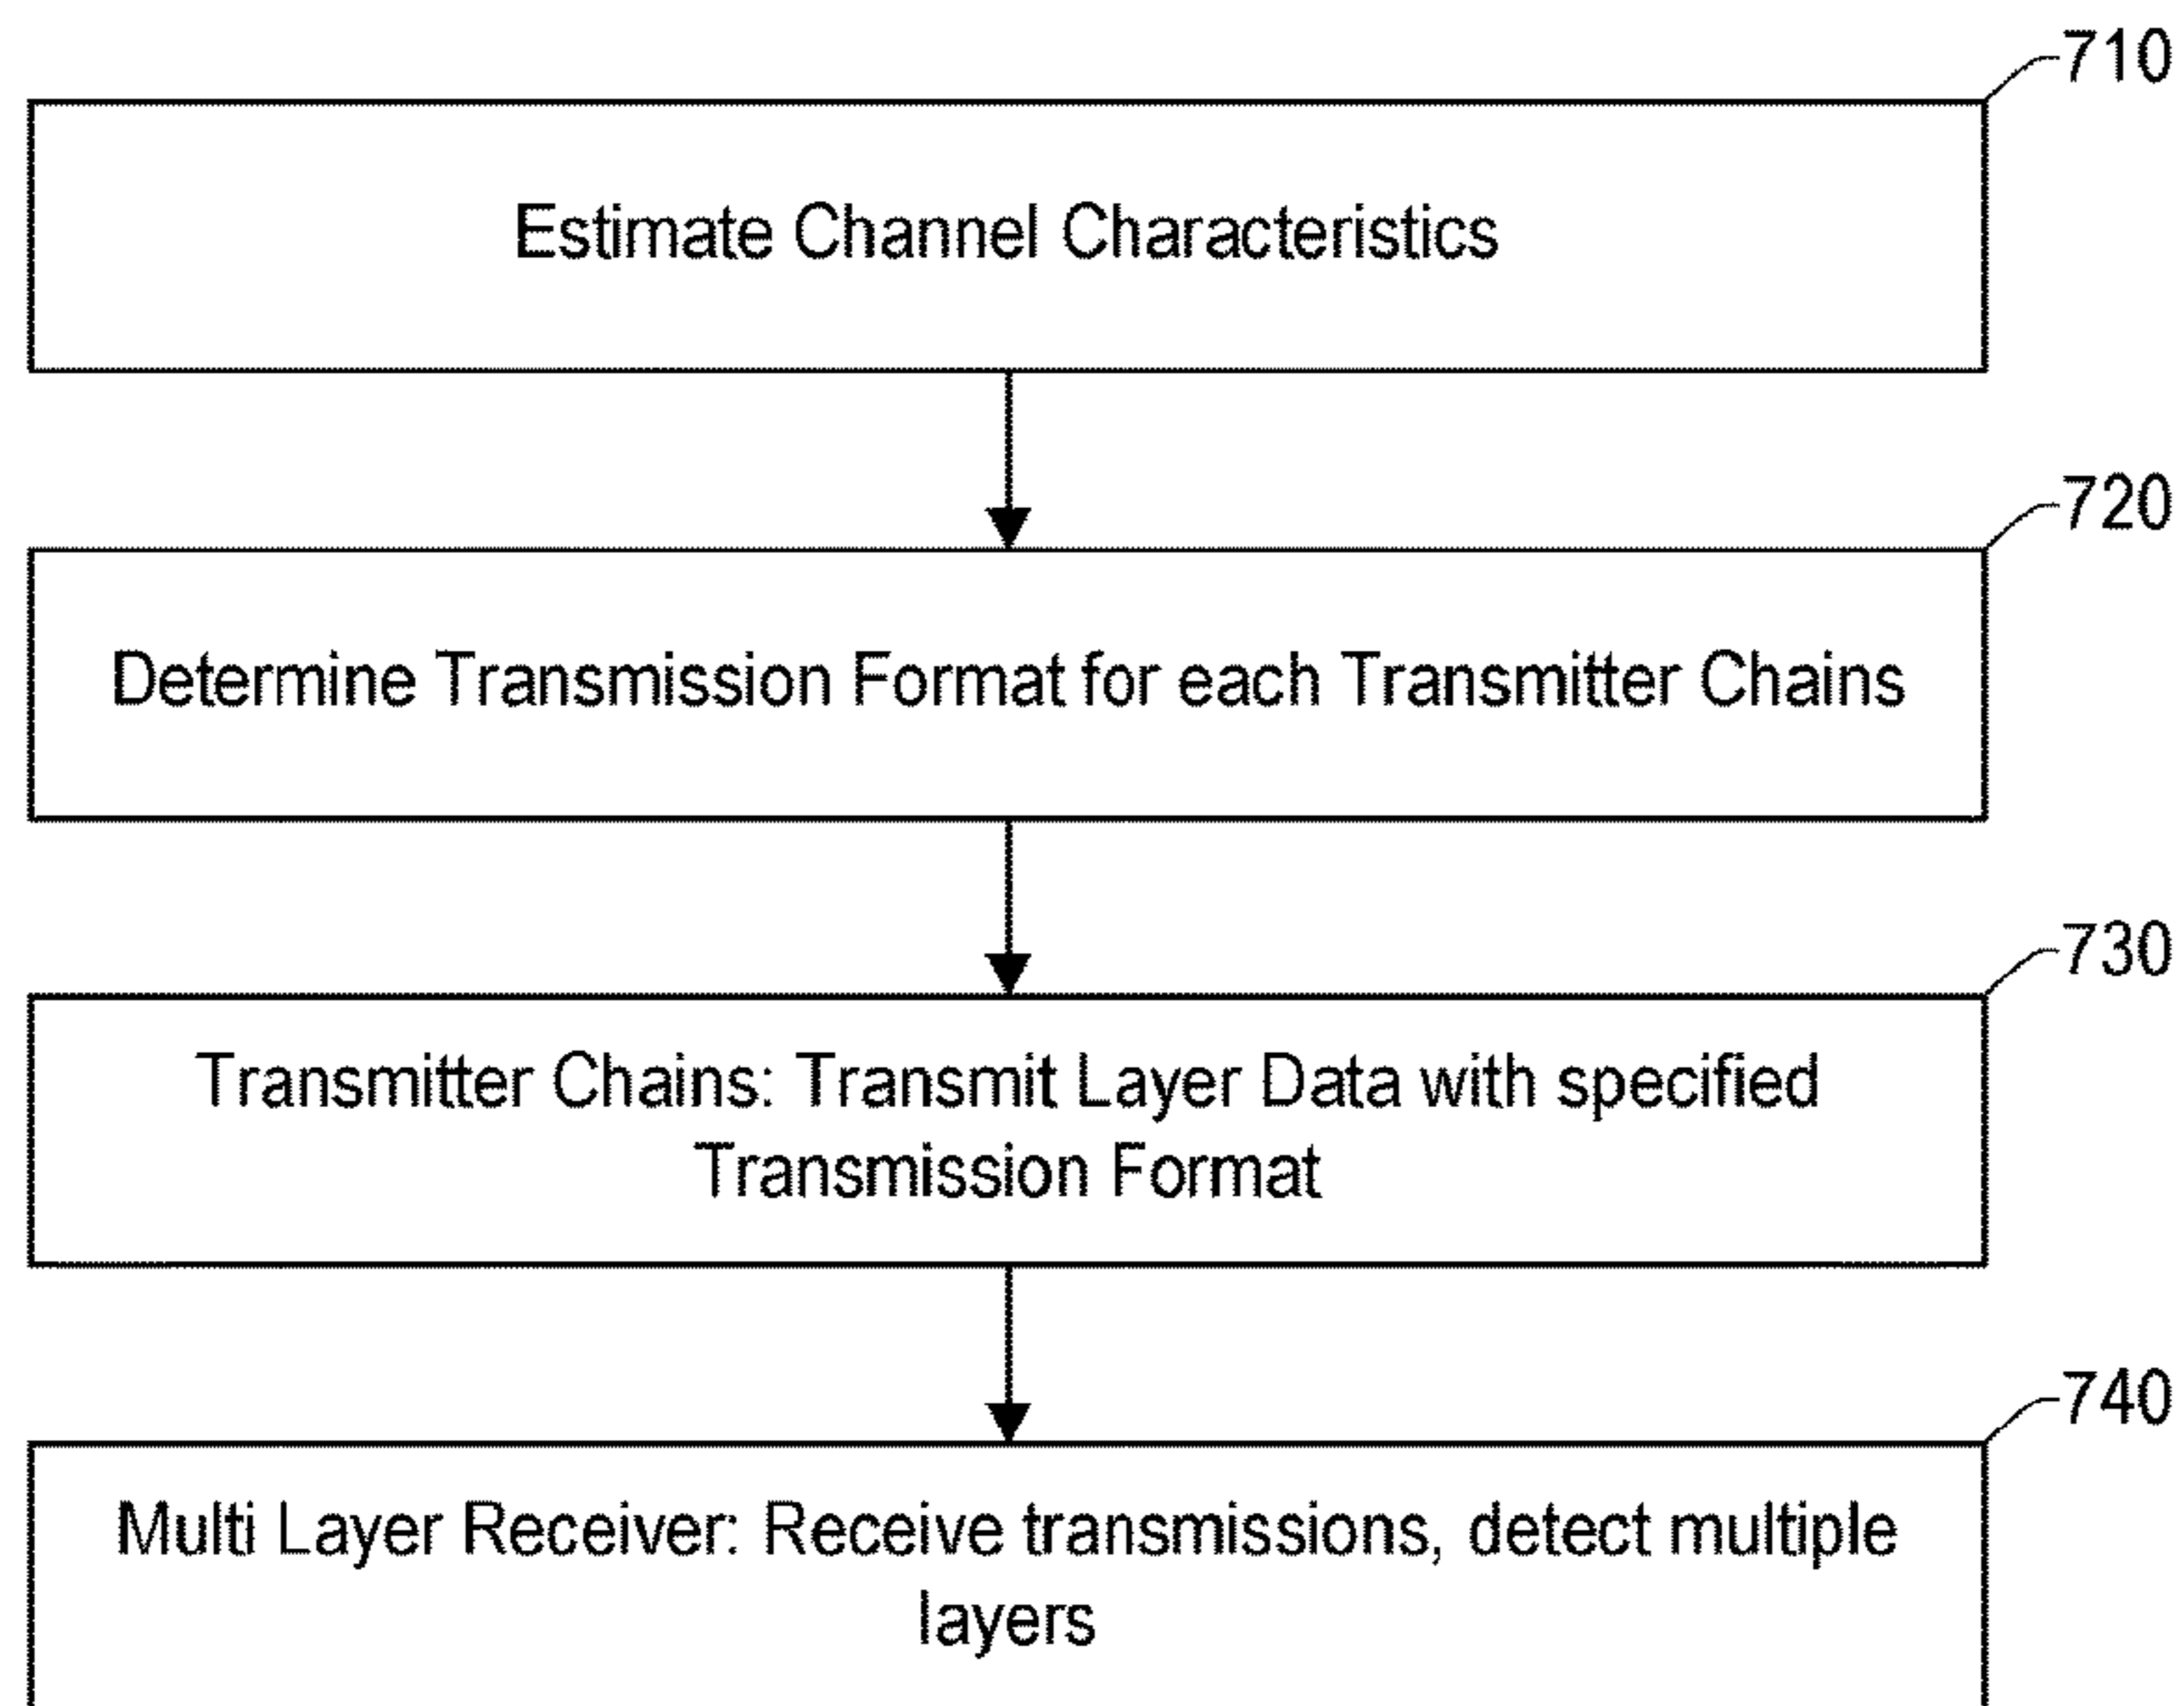 710
Estimate Channel Characteristics
720
Determine Transmission Format for each Transmitter Chains
730
Transmitter Chains: Transmit Layer Data with specified
Transmission Format
740
Multi Layer Receiver: Receive transmissions, detect multiple
layers